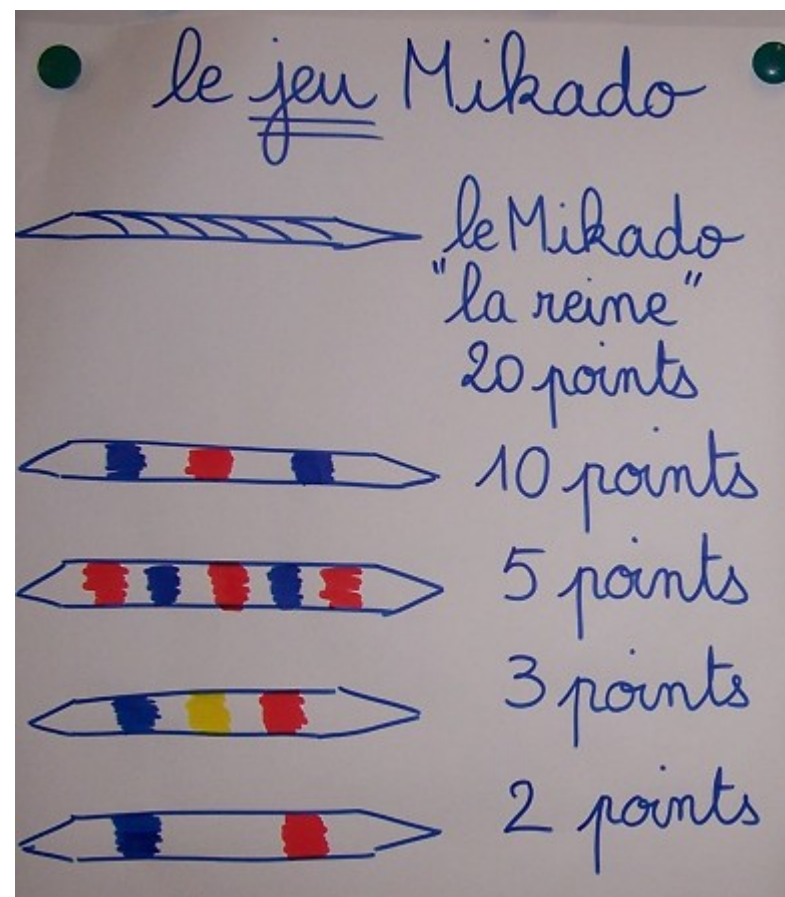 le jeu Mikado
le Mikado
"la reine"
20 points
10 points
5 points
3 points
2 points